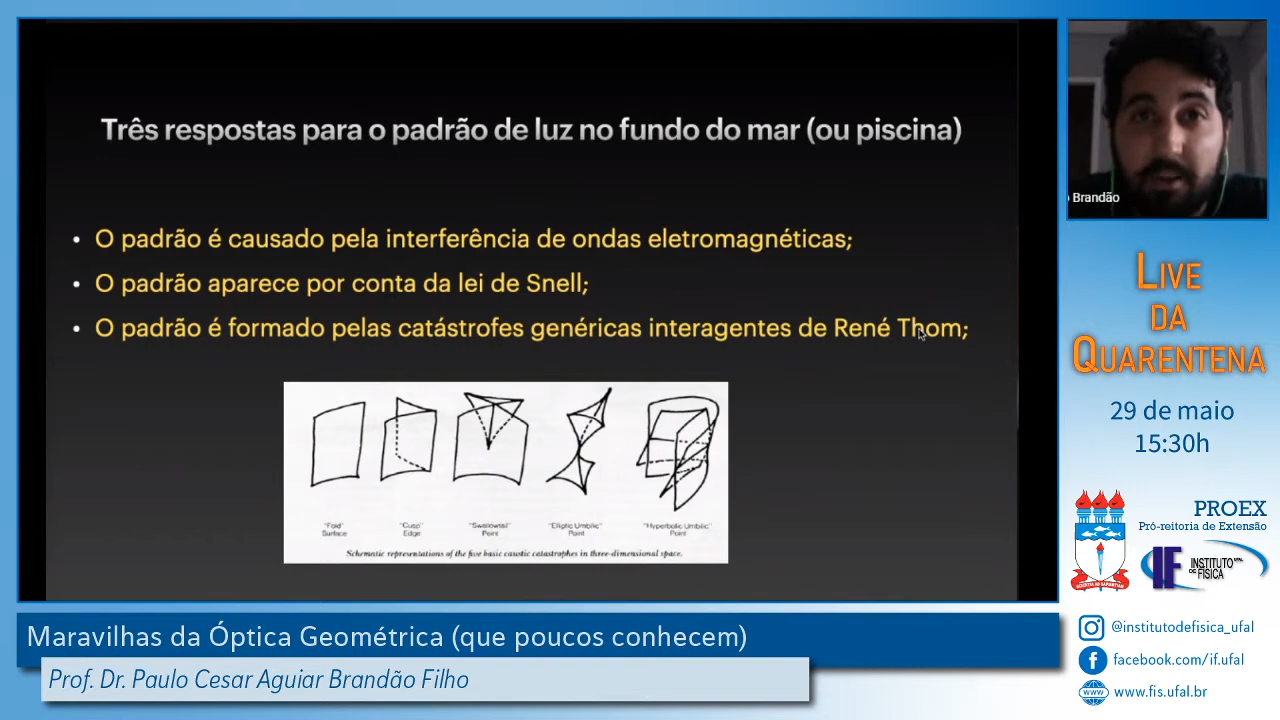 Três respostas para o padrão de luz no fundo do mar (ou piscina)
• O padrão é causado pela interferência de ondas eletromagnéticas;
• O padrão aparece por conta da lei de Snell;
• O padrão é formado pelas catástrofes genéricas interagentes de René Thom;
"Fold"
Surface
"Cusp"
Edge
"Swallowtail"
Point
"Elliptic Umbilic"
Point
"Hyperbolic Umbilic"
Point
Schematic representations of the five basic caustic catastrophes in three-dimensional space.
Brandão
LIVE
DA
QUARENTENA
29 de maio
15:30h
PROEX
Pró-reitoria de Extensão
IF INSTITUTO UFAL
DE FÍSICA
@institutodefisica_ufal
facebook.com/if.ufal
www.fis.ufal.br
Maravilhas da Óptica Geométrica (que poucos conhecem)
Prof. Dr. Paulo Cesar Aguiar Brandão Filho